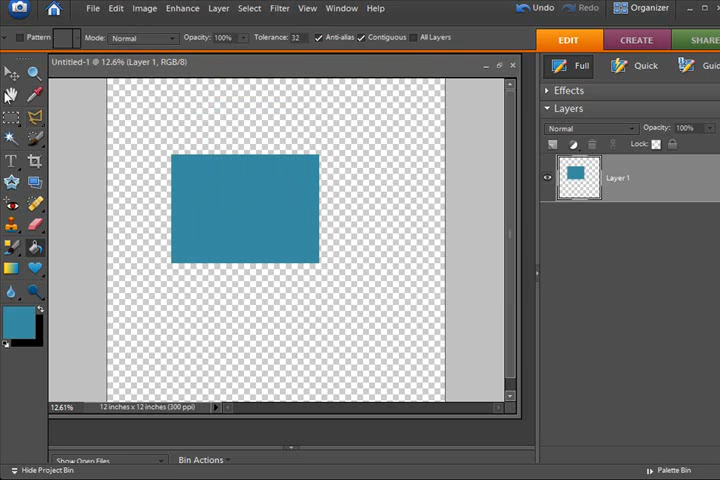 File Edit Image Enhance Layer Select Filter View Window Help Undo Redo Organizer
Pattern Mode: Normal Opacity: 100% Tolerance: 32 Anti-alias Contiguous All Layers EDIT CREATE SHARE
Untitled-1 @ 12.6% (Layer 1, RGB/8)
Full Quick Guid
Effects
Layers
Normal Opacity: 100%
Lock:
Layer 1
T
12.61% 12 inches x 12 inches (300 ppi)
Show Open Files Bin Actions
Hide Project Bin Palette Bin